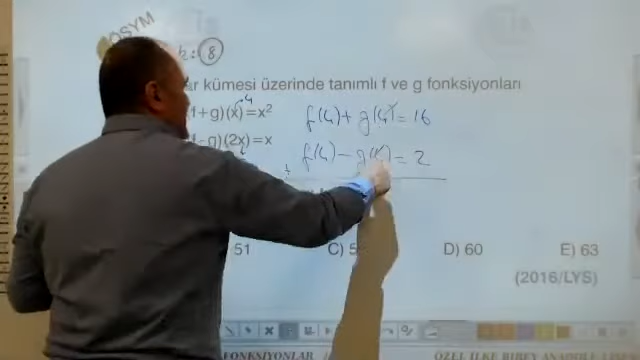 ÖSYM
8
ar kümesi üzerinde tanımlı f ve g fonksiyonları
+g)(x)=x² f(4)+g(4)=16
-g)(2x)=x f(4)-g(4)=2
51 C) 5 D) 60 E) 63
(2016/LYS)
FONKSİYONLAR ÖZEL İLKE BİREY ANADOLU L